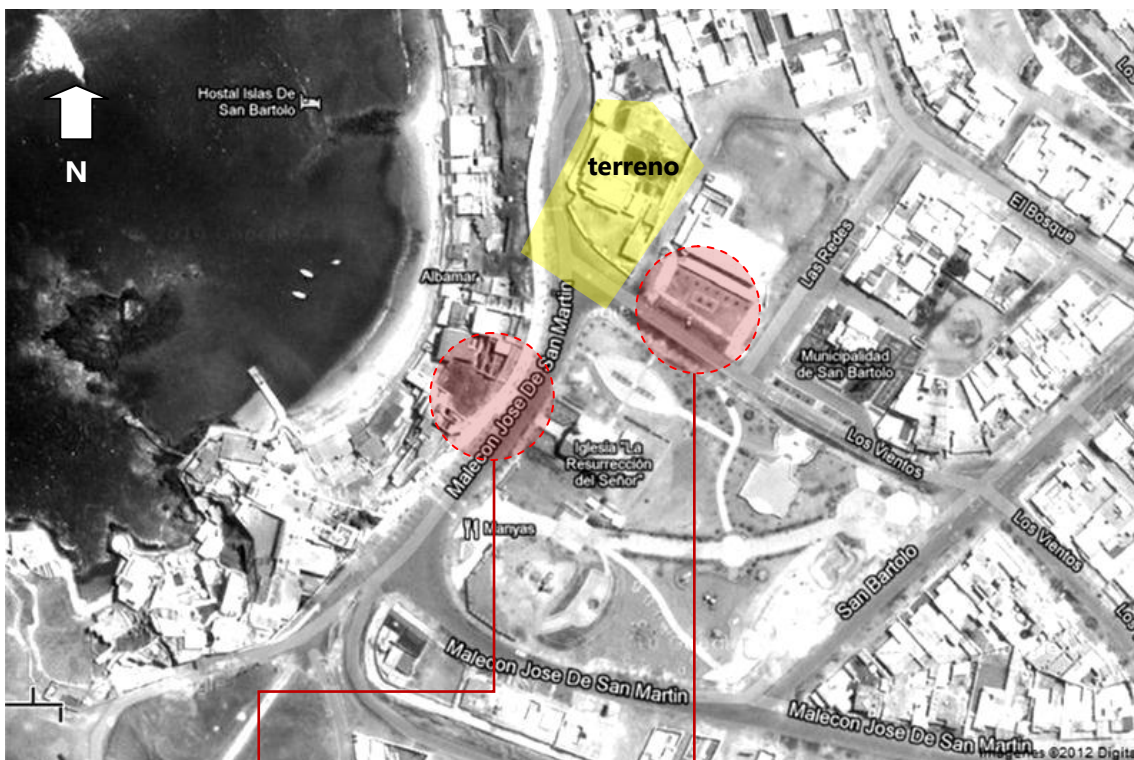 Hostal Islas De
San Bartolo
N
terreno
El Bosque
Las Redes
Albamar
Malecon Jose De San Martin
Municipalidad
de San Bartolo
Iglesia "La
Resurrección
del Señor"
Los Vientos
Manyas
San Bartolo
Los Vientos
Malecon Jose De San Martin
Malecon Jose De San Martin
Imágenes ©2012 Digita